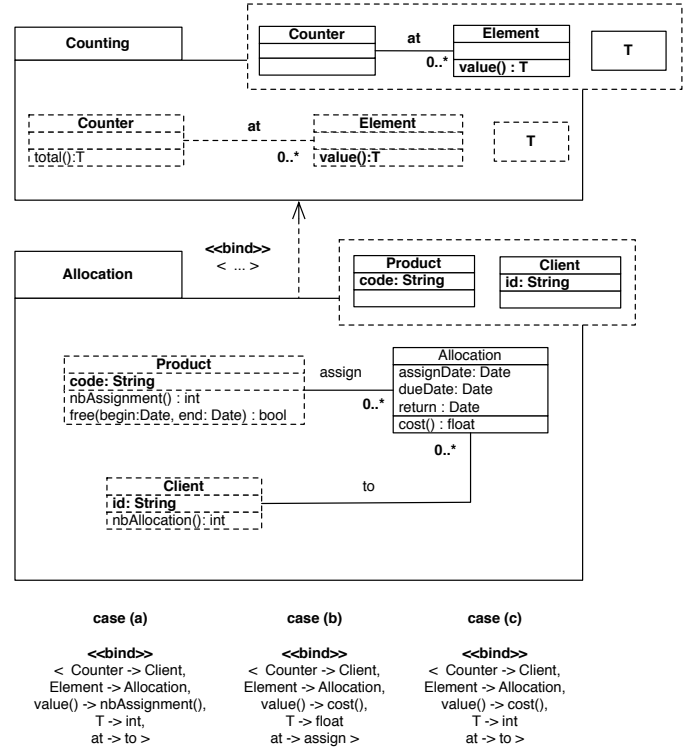 Counting
Counter
at
0..*
Element
value() : T
T
Counter
total():T
at
0..*
Element
value():T
T
<<bind>>
< ... >
Allocation
Product
code: String
Client
id: String
Product
code: String
nbAssignment() : int
free(begin:Date, end: Date) : bool
assign
0..*
Allocation
assignDate: Date
dueDate: Date
return : Date
cost() : float
0..*
Client
id: String
nbAllocation(): int
to
case (a)
<<bind>>
< Counter -> Client,
Element -> Allocation,
value() -> nbAssignment(),
T -> int,
at -> to >
case (b)
<<bind>>
< Counter -> Client,
Element -> Allocation,
value() -> cost(),
T -> float
at -> assign >
case (c)
<<bind>>
< Counter -> Client,
Element -> Allocation,
value() -> cost(),
T -> int
at -> to >